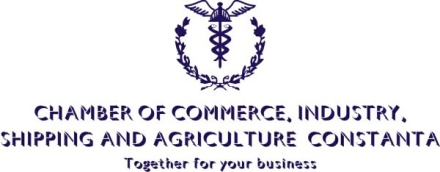 CHAMBER OF COMMERCE, INDUSTRY,
SHIPPING AND AGRICULTURE CONSTANTA
Together for your business